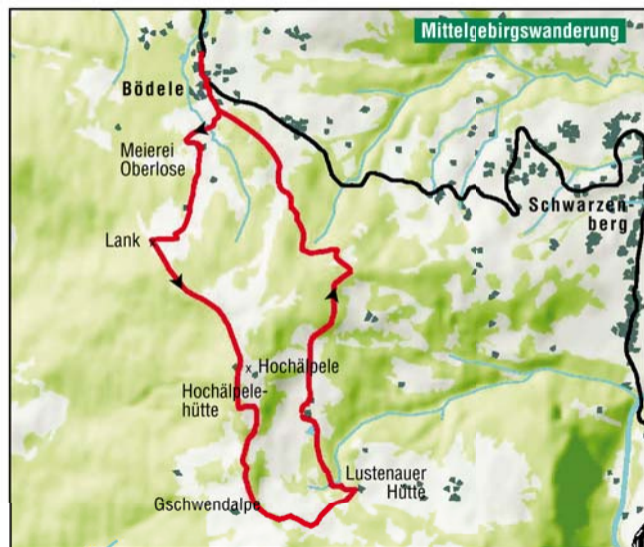 Mittelgebirgswanderung
Bödele
Meierei
Oberlose
Schwarzen-
berg
Lank
x Hochälpele
Hochälpele-
hütte
Lustenauer
Hütte
Gschwendalpe